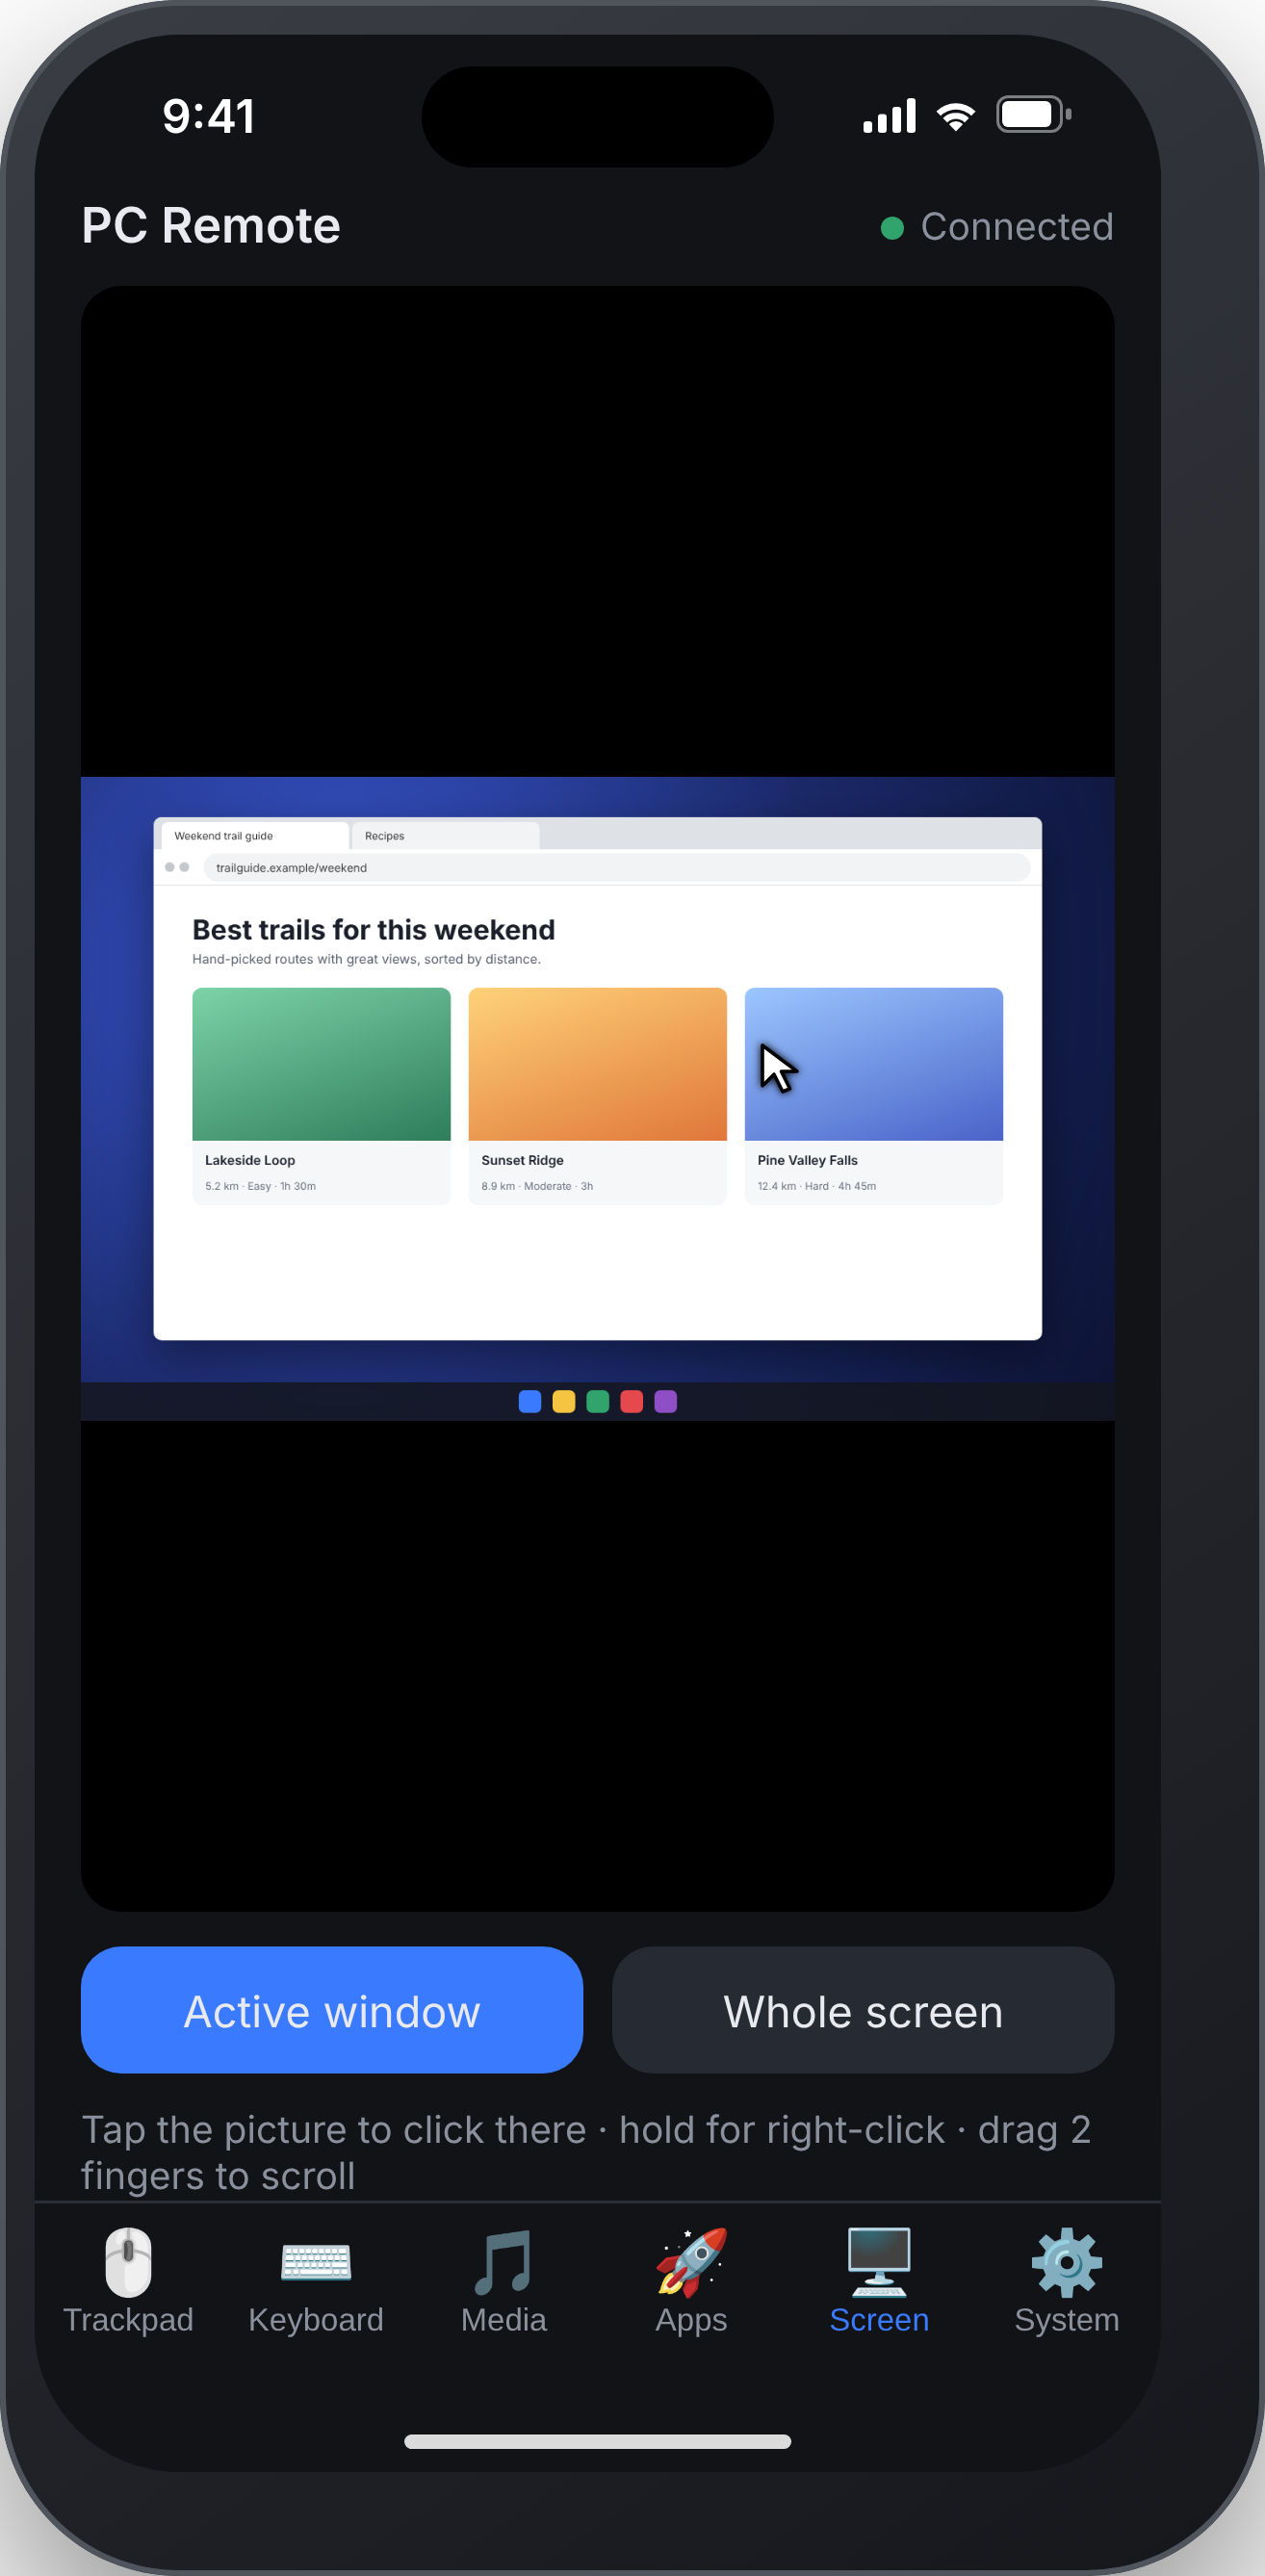 9:41
PC Remote
Connected
Weekend trail guide
Recipes
trailguide.example/weekend
Best trails for this weekend
Hand-picked routes with great views, sorted by distance.
Lakeside Loop
5.2 km · Easy · 1h 30m
Sunset Ridge
8.9 km · Moderate · 3h
Pine Valley Falls
12.4 km · Hard · 4h 45m
Active window
Whole screen
Tap the picture to click there · hold for right-click · drag 2
fingers to scroll
Trackpad
Keyboard
Media
Apps
Screen
System